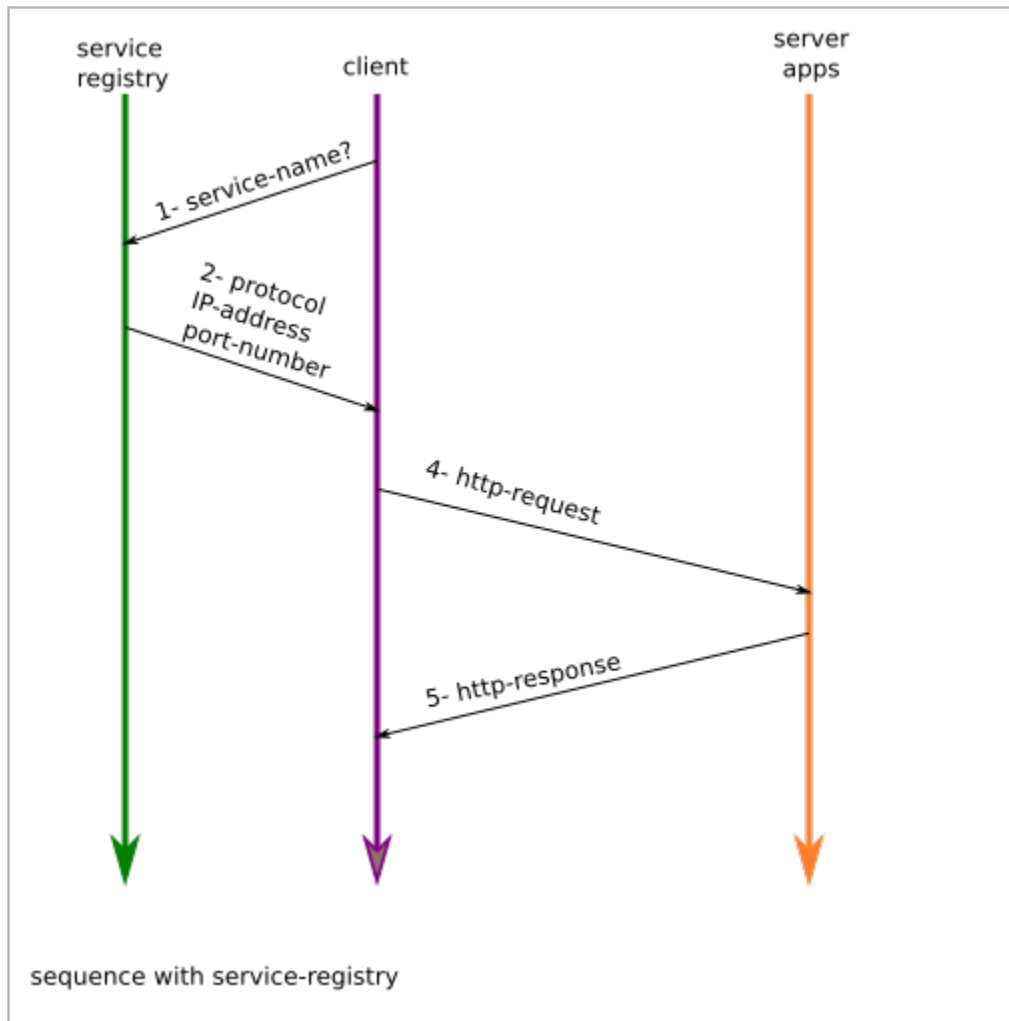 service
registry
client
server
apps
1- service-name?
2- protocol
IP-address
port-number
4- http-request
5- http-response
sequence with service-registry